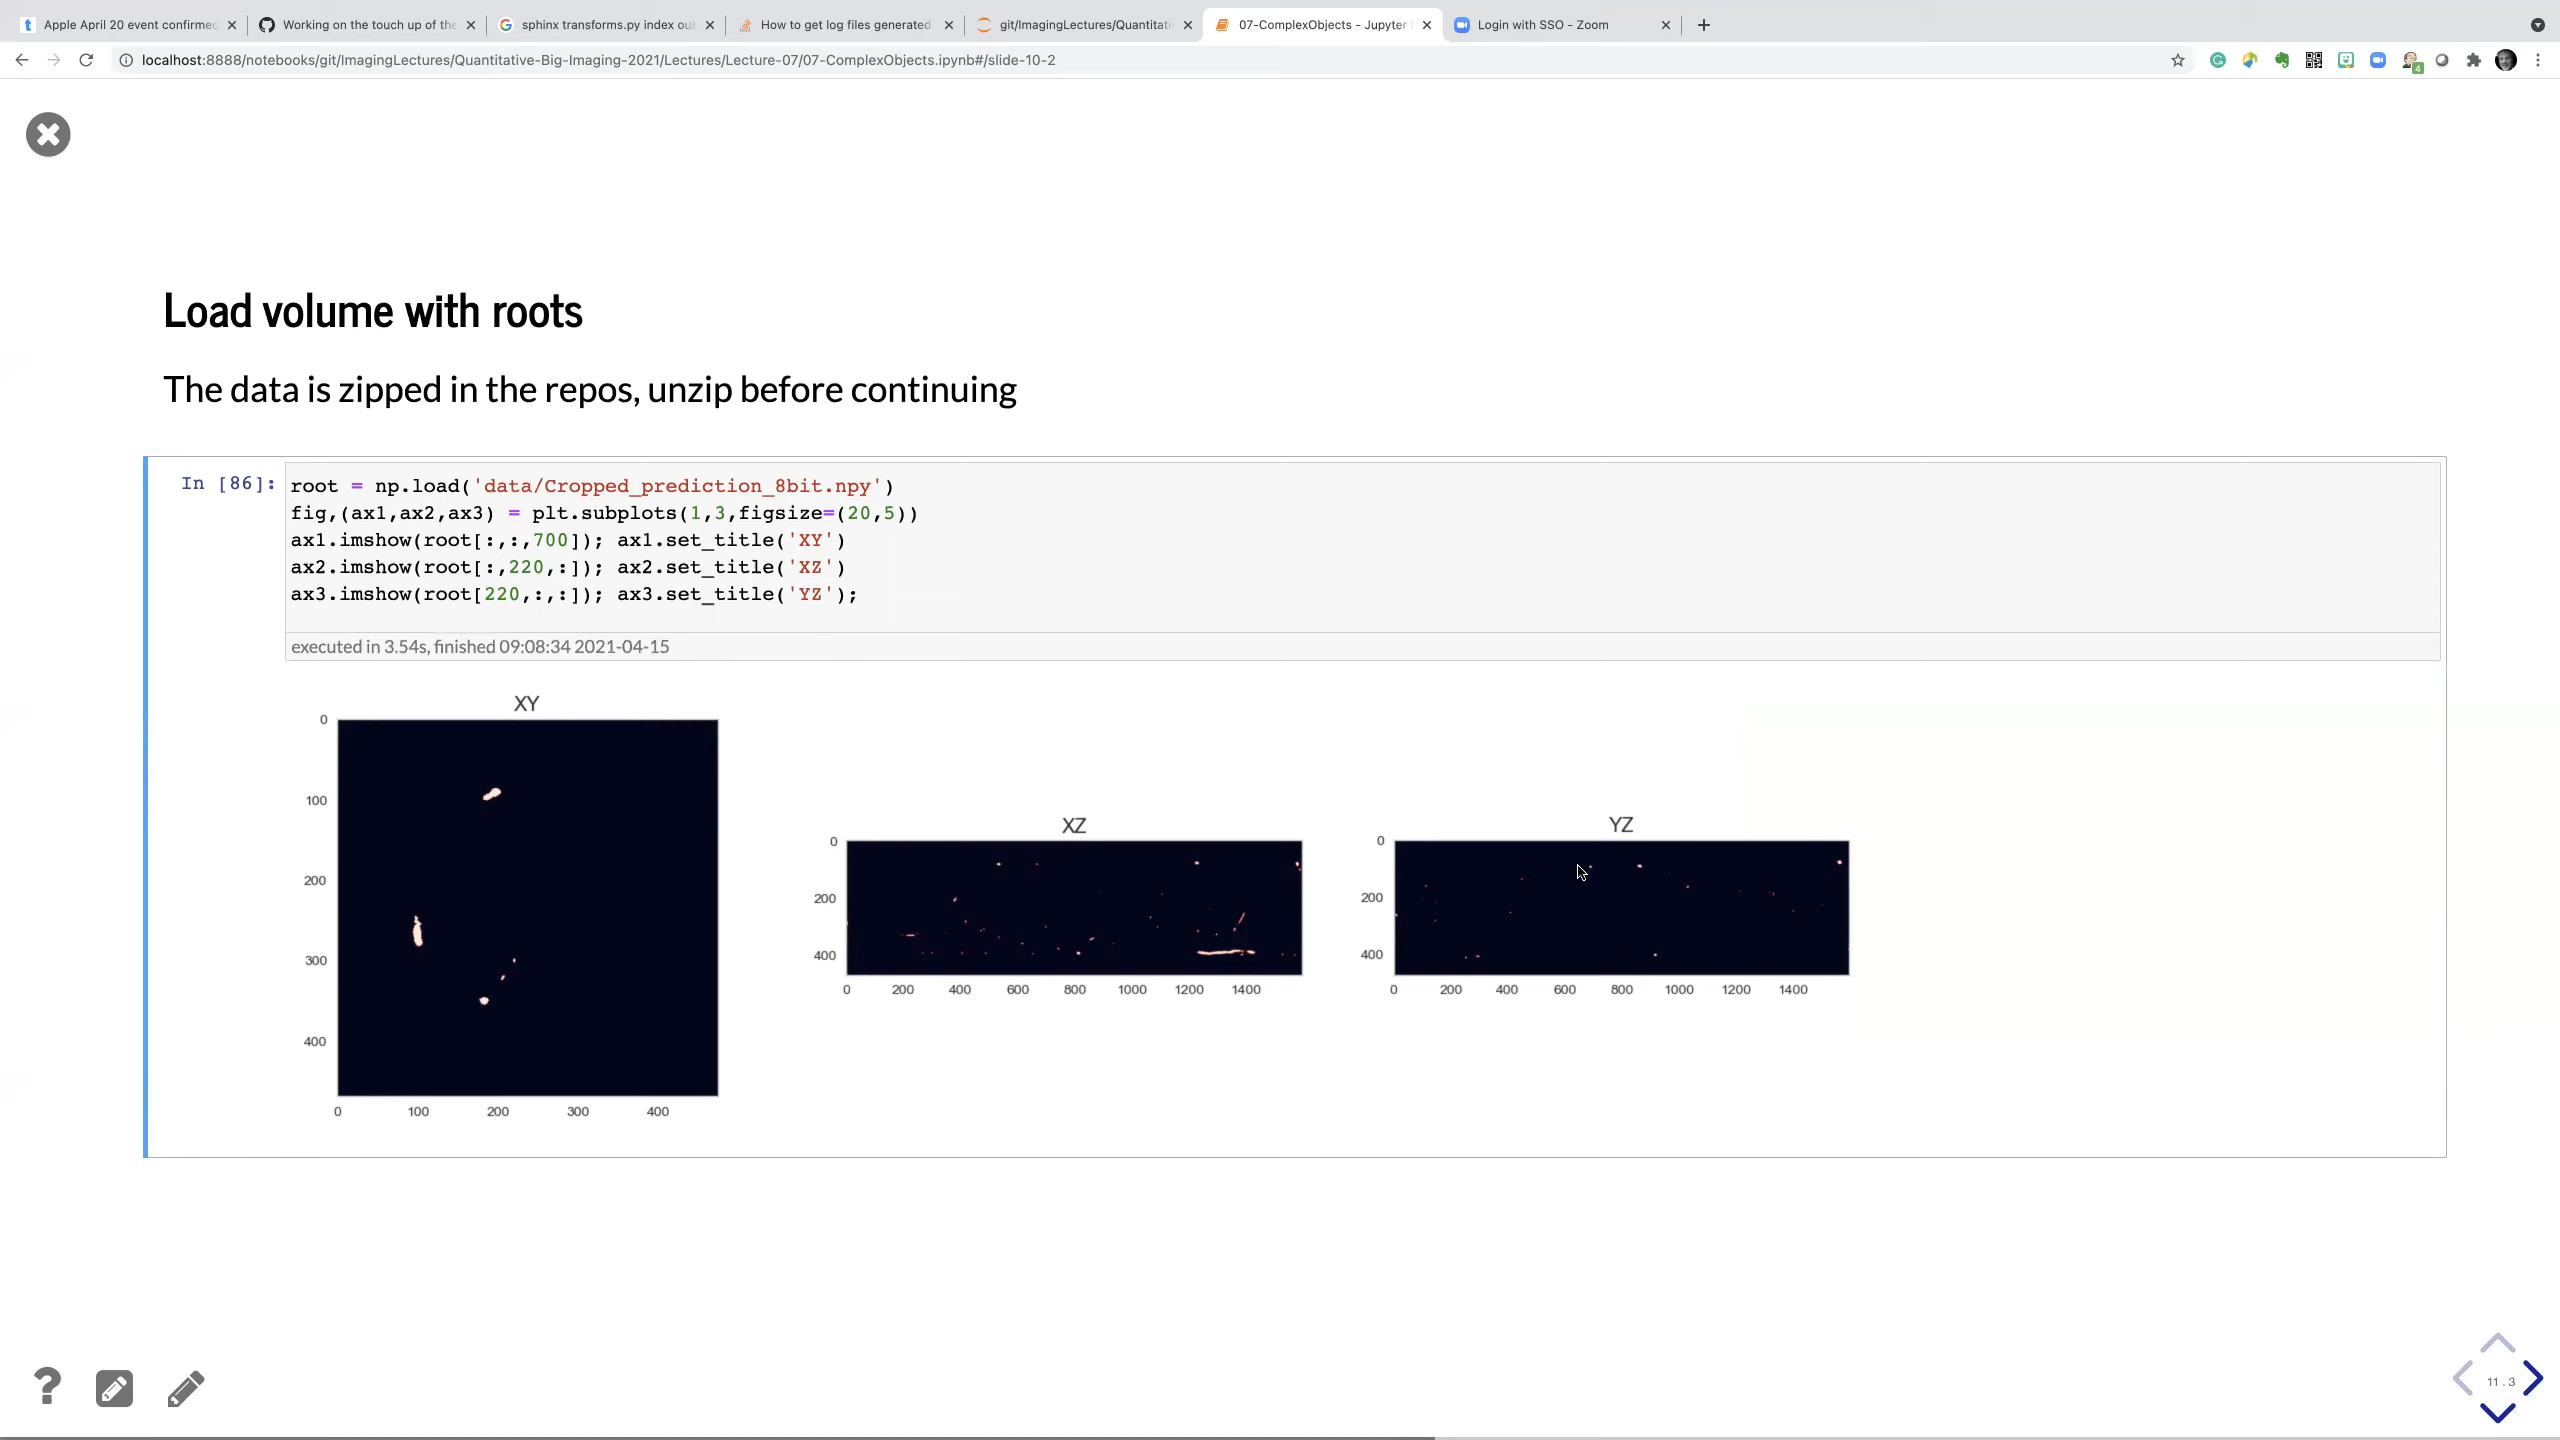 Apple April 20 event confirmed
Working on the touch up of the
sphinx transforms.py index ou
How to get log files generated
git/ImagingLectures/Quantitati
07-ComplexObjects - Jupyter
Login with SSO - Zoom
localhost:8888/notebooks/git/ImagingLectures/Quantitative-Big-Imaging-2021/Lectures/Lecture-07/07-ComplexObjects.ipynb#/slide-10-2
4
Load volume with roots
The data is zipped in the repos, unzip before continuing
In [86]:
root = np.load('data/Cropped_prediction_8bit.npy')
fig,(ax1,ax2,ax3) = plt.subplots(1,3,figsize=(20,5))
ax1.imshow(root[:,:,700]); ax1.set_title('XY')
ax2.imshow(root[:,220,:]); ax2.set_title('XZ')
ax3.imshow(root[220,:,:]); ax3.set_title('YZ');
executed in 3.54s, finished 09:08:34 2021-04-15
XY
0
100
200
300
400
0 100 200 300 400
XZ
0
200
400
0 200 400 600 800 1000 1200 1400
YZ
0
200
400
0 200 400 600 800 1000 1200 1400
11.3